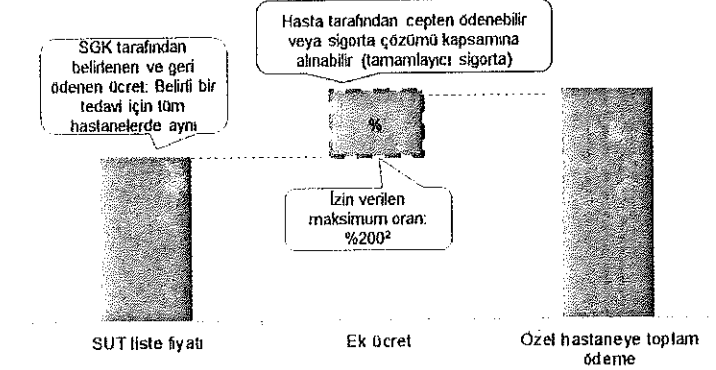 Hasta tarafından cepten ödenebilir
veya sigorta çözümü kapsamına
alınabilir (tamamlayıcı sigorta)
SGK tarafından
belirlenen ve geri
ödenen ücret: Belirli bir
tedavi için tüm
hastanelerde aynı
%
İzin verilen
maksimum oran:
%200²
SUT liste fiyatı
Ek ücret
Özel hastaneye toplam
ödeme